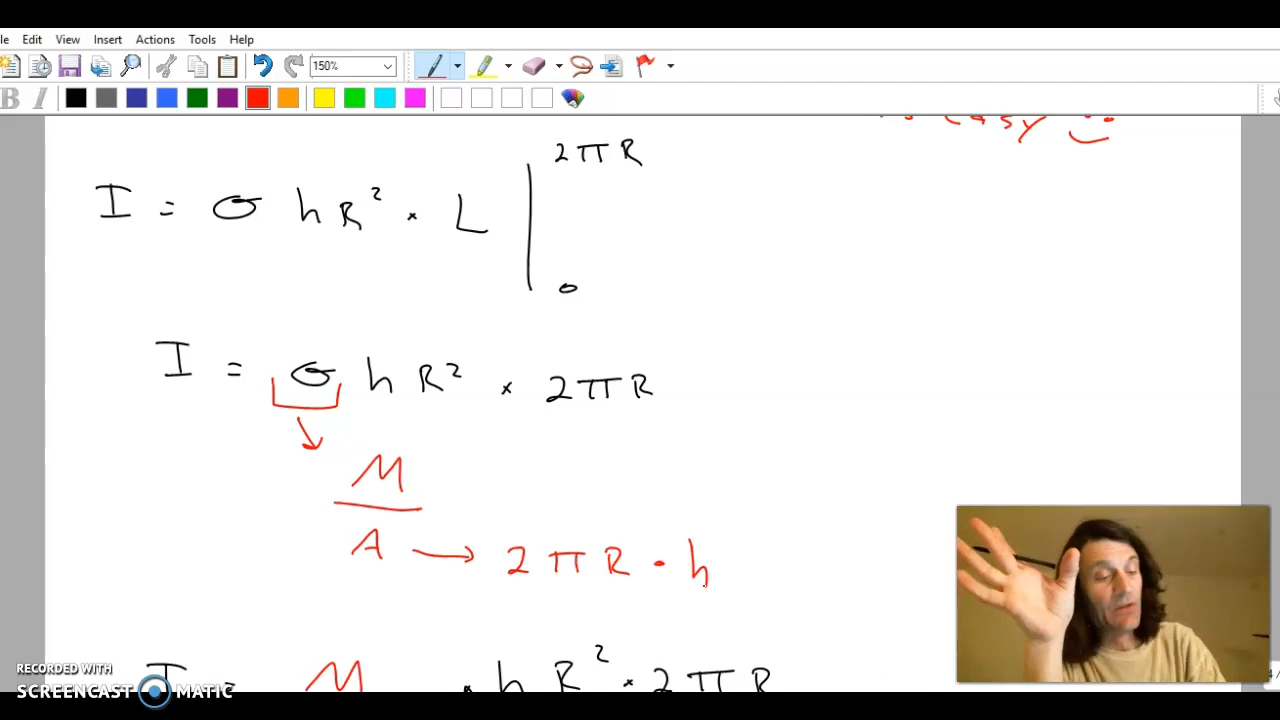 Edit View Insert Actions Tools Help
150%
B I
easy
2πR
I = σ h R² · L |
0
I = σ h R² × 2πR
M
A → 2πR · h
I = M · h R² · 2πR
RECORDED WITH
SCREENCAST MATIC